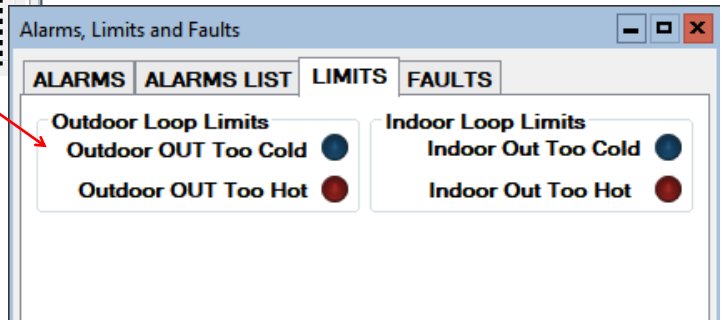 Alarms, Limits and Faults
ALARMS ALARMS LIST LIMITS FAULTS
Outdoor Loop Limits
Outdoor OUT Too Cold
Outdoor OUT Too Hot
Indoor Loop Limits
Indoor Out Too Cold
Indoor Out Too Hot